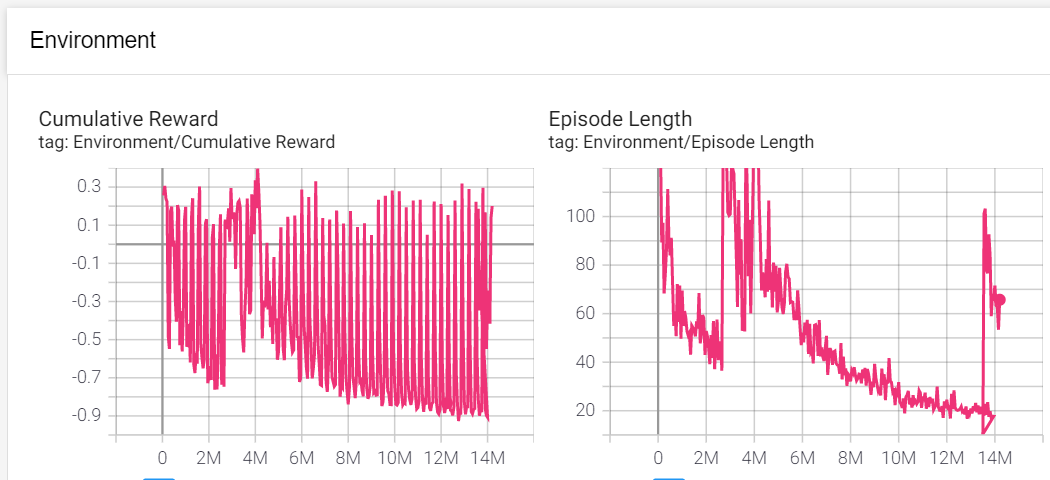 Environment
Cumulative Reward
tag: Environment/Cumulative Reward
0.3
0.1
-0.1
-0.3
-0.5
-0.7
-0.9
0 2M 4M 6M 8M 10M 12M 14M
Episode Length
tag: Environment/Episode Length
100
80
60
40
20
0 2M 4M 6M 8M 10M 12M 14M